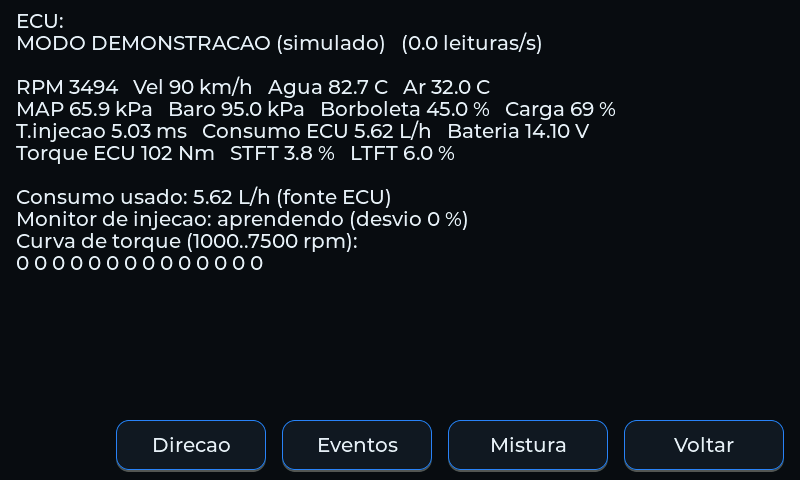 ECU:
MODO DEMONSTRACAO (simulado)   (0.0 leituras/s)
RPM 3494   Vel 90 km/h   Agua 82.7 C   Ar 32.0 C
MAP 65.9 kPa   Baro 95.0 kPa   Borboleta 45.0 %   Carga 69 %
T.injecao 5.03 ms   Consumo ECU 5.62 L/h   Bateria 14.10 V
Torque ECU 102 Nm   STFT 3.8 %   LTFT 6.0 %
Consumo usado: 5.62 L/h (fonte ECU)
Monitor de injecao: aprendendo (desvio 0 %)
Curva de torque (1000..7500 rpm):
0 0 0 0 0 0 0 0 0 0 0 0 0 0
Direcao   Eventos   Mistura   Voltar